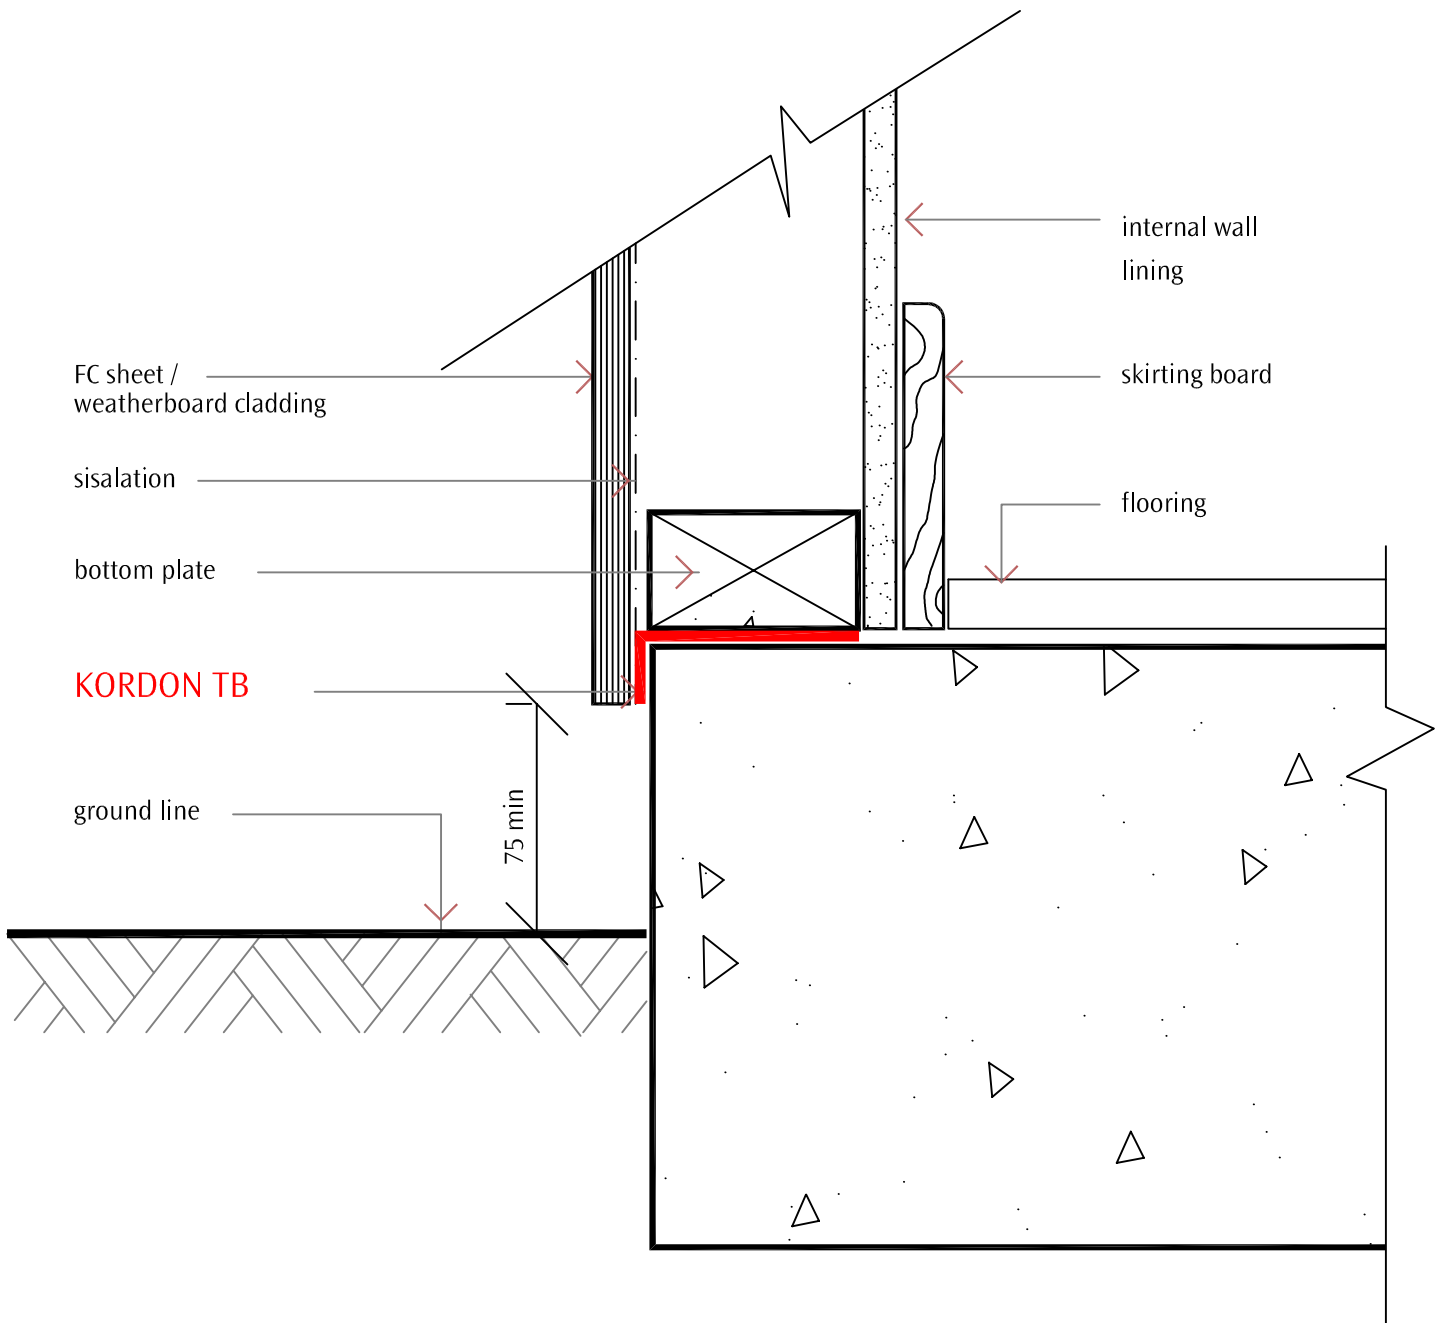 internal wall
lining
FC sheet /
weatherboard cladding
skirting board
sisalation
flooring
bottom plate
KORDON TB
ground line
75 min